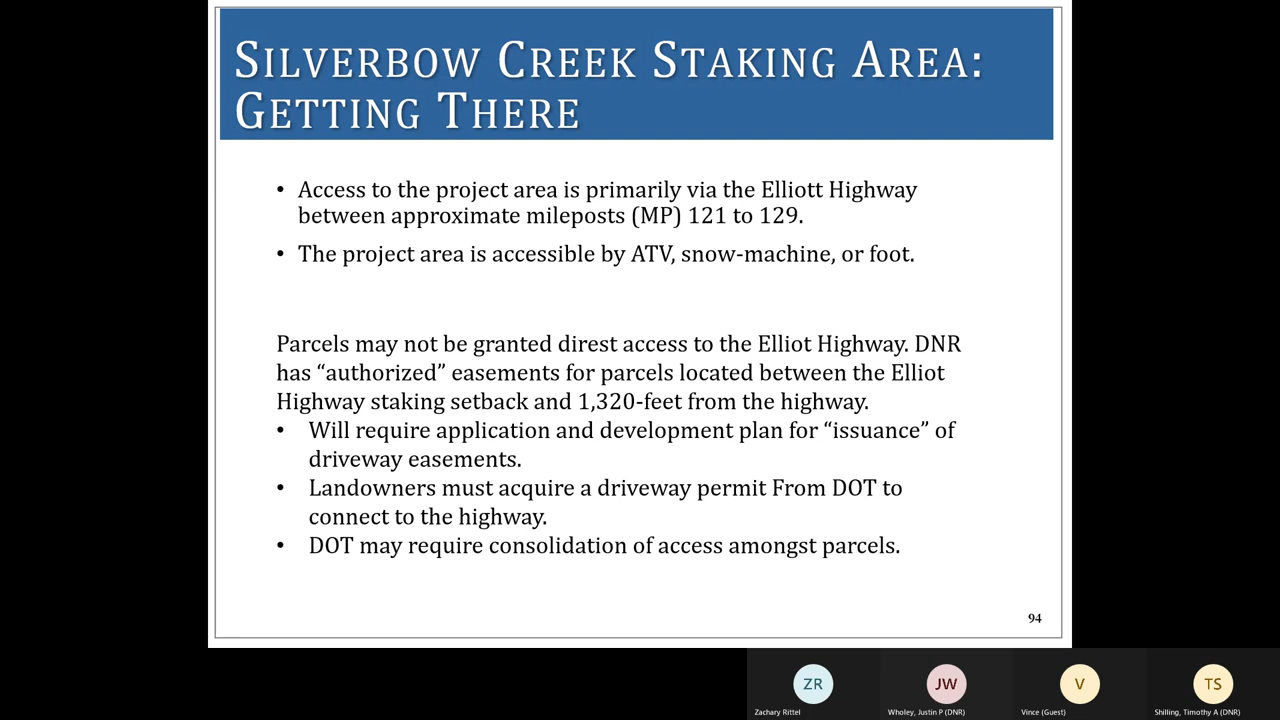 SILVERBOW CREEK STAKING AREA:
GETTING THERE
• Access to the project area is primarily via the Elliott Highway
between approximate mileposts (MP) 121 to 129.
• The project area is accessible by ATV, snow-machine, or foot.
Parcels may not be granted direst access to the Elliot Highway. DNR
has “authorized” easements for parcels located between the Elliot
Highway staking setback and 1,320-feet from the highway.
• Will require application and development plan for “issuance” of
driveway easements.
• Landowners must acquire a driveway permit From DOT to
connect to the highway.
• DOT may require consolidation of access amongst parcels.
94
ZR JW V TS
Zachary Rittel Wholey, Justin P (DNR) Vince (Guest) Shilling, Timothy A (DNR)